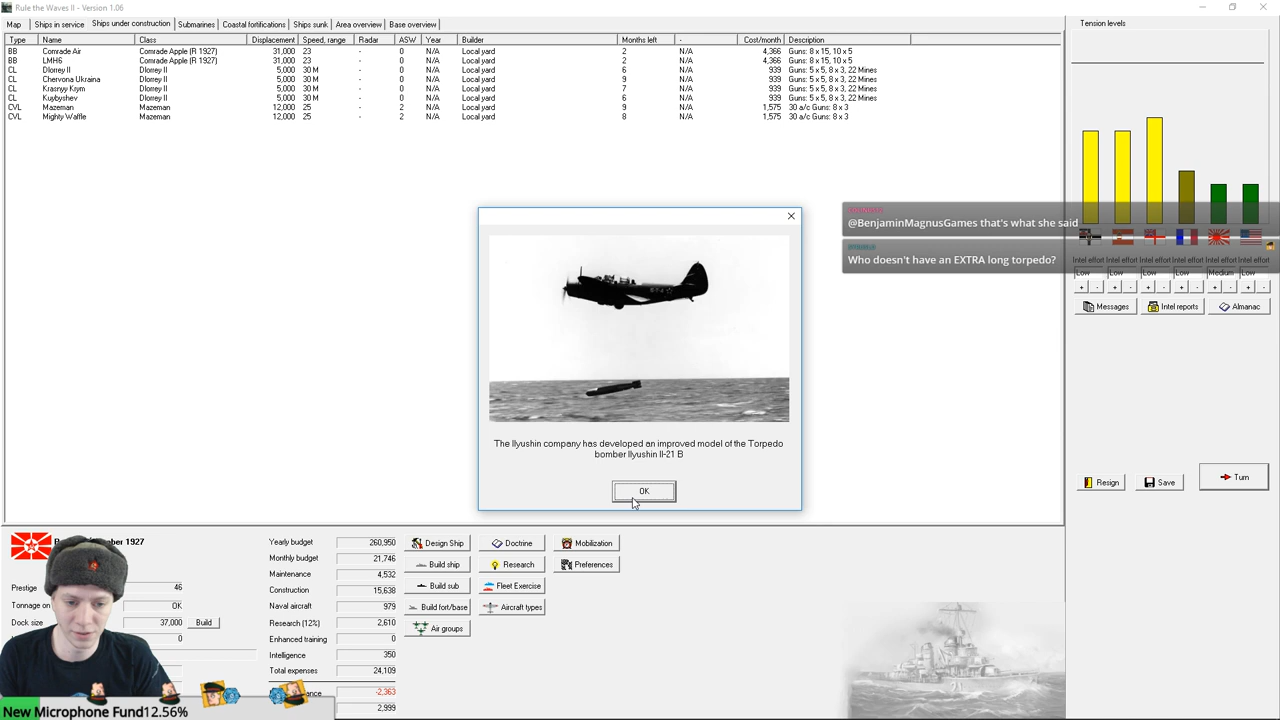 Rule the Waves II - Version 1.06
Map Ships in service Ships under construction Submarines Coastal fortifications Ships sunk Area overview Base overview
Type Name Class Displacement Speed, range Radar ASW Year Builder Months left - Cost/month Description
BB Comrade Air Comrade Apple (R 1927) 31,000 23 - 0 N/A Local yard 2 N/A 4,366 Guns: 8 x 15, 10 x 5
BB LMH6 Comrade Apple (R 1927) 31,000 23 - 0 N/A Local yard 2 N/A 4,366 Guns: 8 x 15, 10 x 5
CL Dlorrey II Dlorrey II 5,000 30 M - 0 N/A Local yard 6 N/A 939 Guns: 5 x 5, 8 x 3, 22 Mines
CL Chervona Ukraina Dlorrey II 5,000 30 M - 0 N/A Local yard 9 N/A 939 Guns: 5 x 5, 8 x 3, 22 Mines
CL Krasnyy Krym Dlorrey II 5,000 30 M - 0 N/A Local yard 7 N/A 939 Guns: 5 x 5, 8 x 3, 22 Mines
CL Kuybyshev Dlorrey II 5,000 30 M - 0 N/A Local yard 6 N/A 939 Guns: 5 x 5, 8 x 3, 22 Mines
CVL Mazeman Mazeman 12,000 25 - 2 N/A Local yard 9 N/A 1,575 30 a/c Guns: 8 x 3
CVL Mighty Waffle Mazeman 12,000 25 - 2 N/A Local yard 8 N/A 1,575 30 a/c Guns: 8 x 3
Tension levels
@BenjaminMagnusGames that's what she said
Who doesn't have an EXTRA long torpedo?
Intel effort Intel effort Intel effort Intel effort Intel effort Intel effort
Low Low Low Low Medium Low
+ - + - + - + - + - + -
Messages Intel reports Almanac
The Ilyushin company has developed an improved model of the Torpedo
bomber Ilyushin Il-21 B
OK
Resign Save Turn
1927
Prestige 46
Tonnage on OK
Dock size 37,000 Build
0
Yearly budget 260,950
Monthly budget 21,746
Maintenance 4,532
Construction 15,638
Naval aircraft 979
Research (12%) 2,610
Enhanced training 0
Intelligence 350
Total expenses 24,109
-2,363
2,999
Design Ship Doctrine Mobilization
Build ship Research Preferences
Build sub Fleet Exercise
Build fort/base Aircraft types
Air groups
New Microphone Fund12.56%